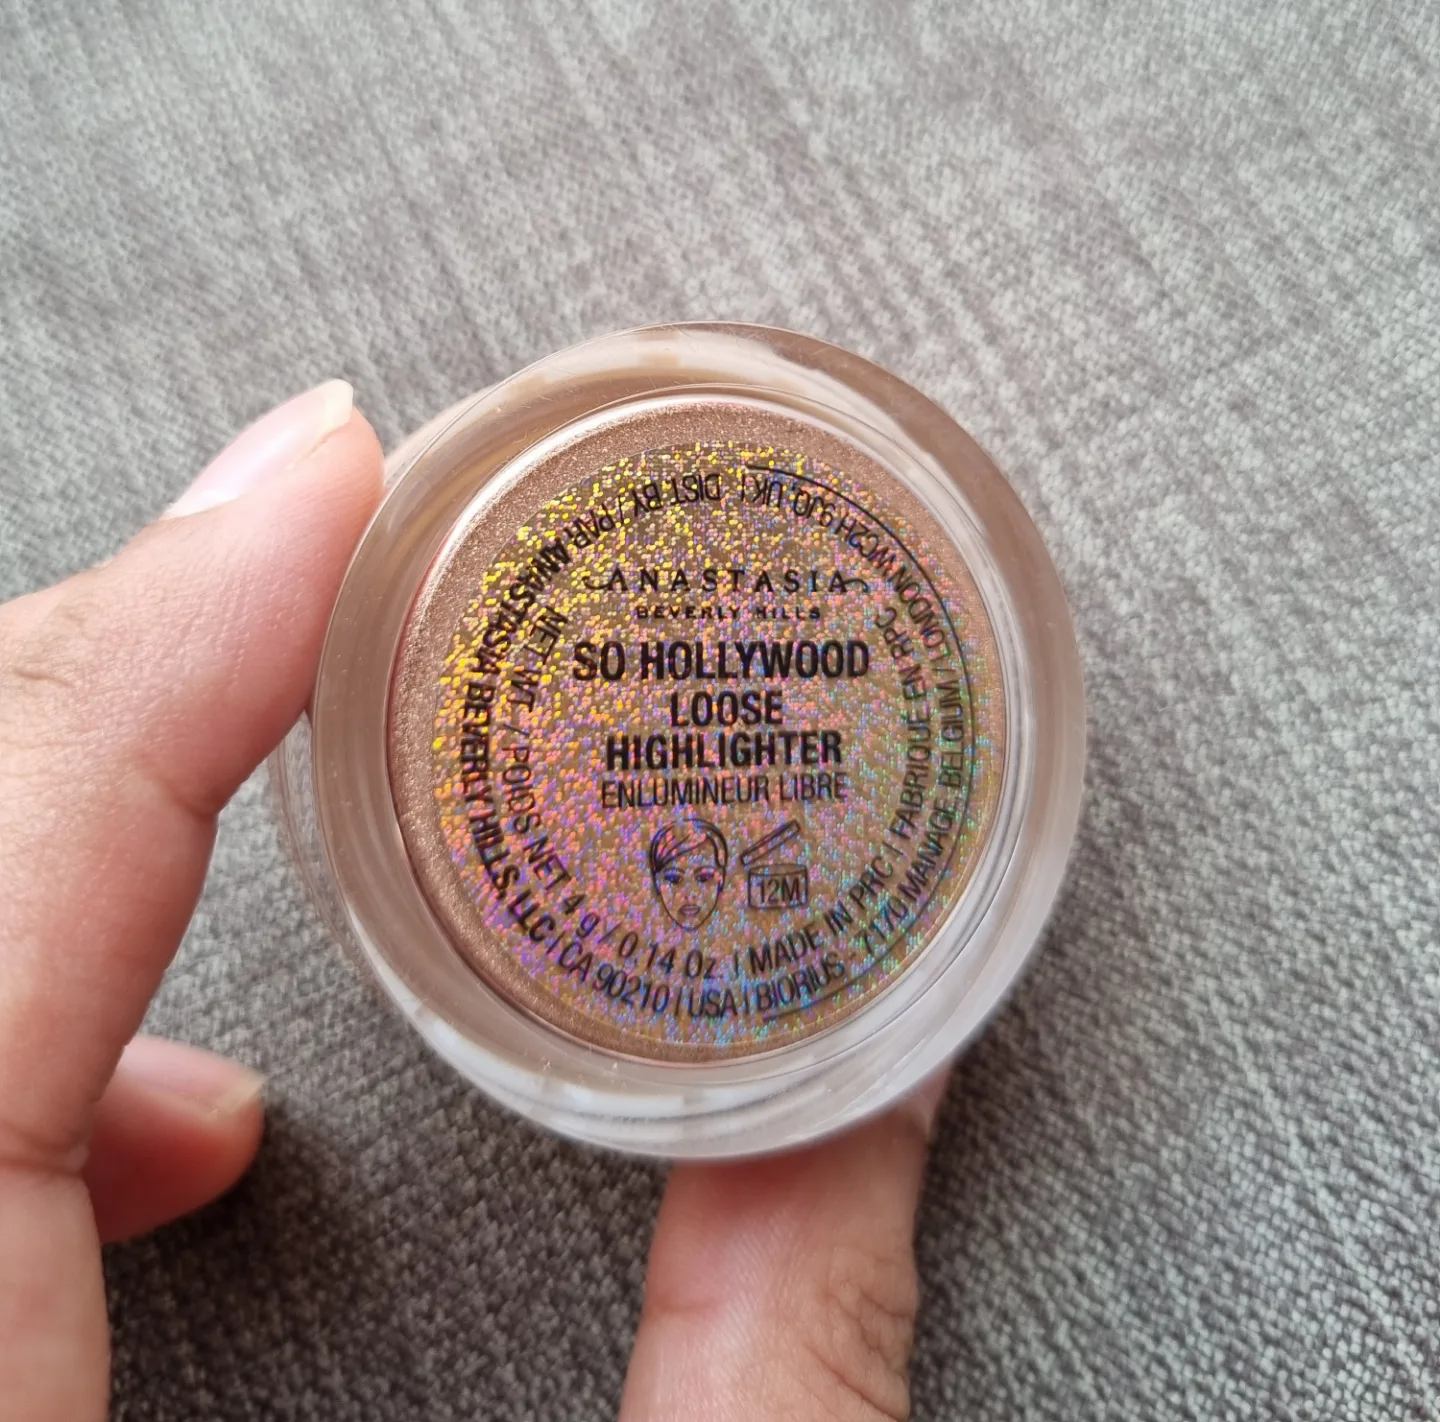 ANASTASIA
BEVERLY HILLS
SO HOLLYWOOD
LOOSE
HIGHLIGHTER
ENLUMINEUR LIBRE
12M
NET WT. / POIDS NET 4 g / 0.14 Oz. | MADE IN PRC | FABRIQUÉ EN RPC
DIST. BY / PAR ANASTASIA BEVERLY HILLS, LLC | CA 90210 | USA | BIORIUS - 7170 MANAGE, BELGIUM / LONDON WC2H 9JQ, UK |